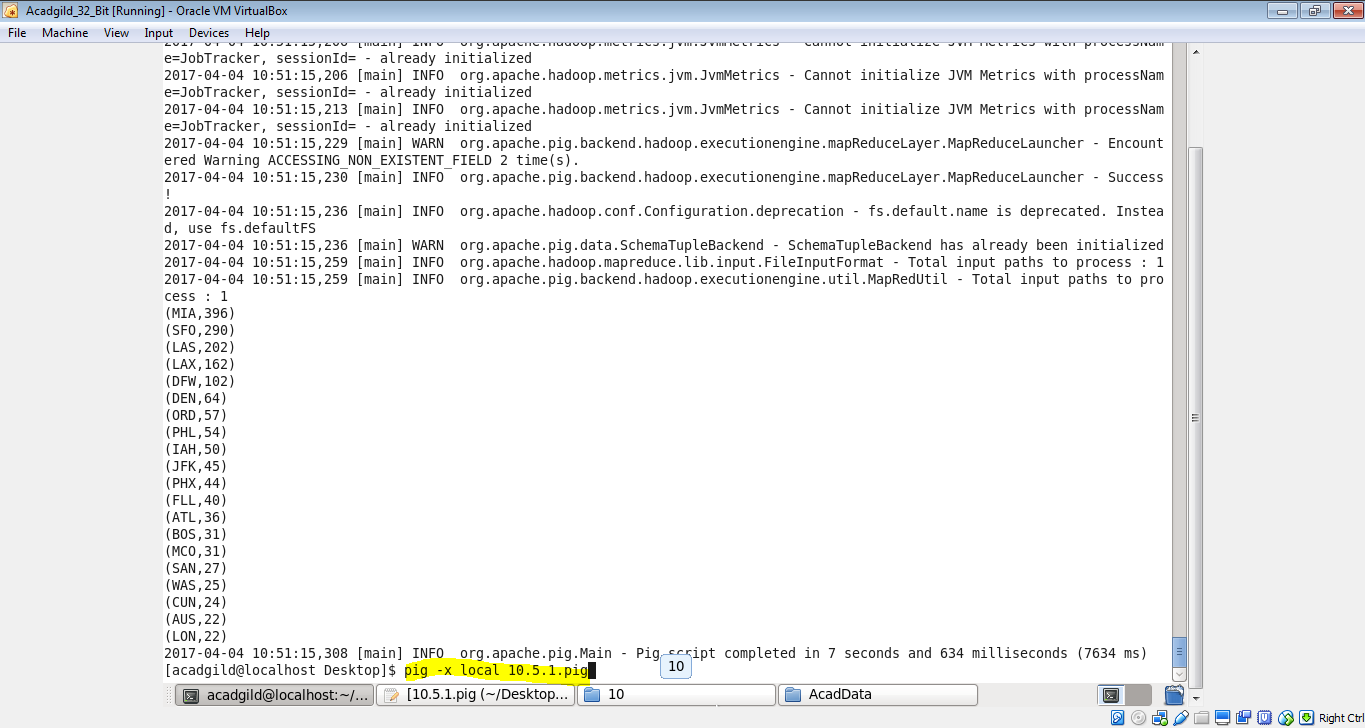 Acadgild_32_Bit [Running] - Oracle VM VirtualBox
File Machine View Input Devices Help
2017-04-04 10:51:15,200 [main] INFO  org.apache.hadoop.metrics.jvm.JvmMetrics - Cannot initialize JVM Metrics with processNam
e=JobTracker, sessionId= - already initialized
2017-04-04 10:51:15,206 [main] INFO  org.apache.hadoop.metrics.jvm.JvmMetrics - Cannot initialize JVM Metrics with processNam
e=JobTracker, sessionId= - already initialized
2017-04-04 10:51:15,213 [main] INFO  org.apache.hadoop.metrics.jvm.JvmMetrics - Cannot initialize JVM Metrics with processNam
e=JobTracker, sessionId= - already initialized
2017-04-04 10:51:15,229 [main] WARN  org.apache.pig.backend.hadoop.executionengine.mapReduceLayer.MapReduceLauncher - Encount
ered Warning ACCESSING_NON_EXISTENT_FIELD 2 time(s).
2017-04-04 10:51:15,230 [main] INFO  org.apache.pig.backend.hadoop.executionengine.mapReduceLayer.MapReduceLauncher - Success
!
2017-04-04 10:51:15,236 [main] INFO  org.apache.hadoop.conf.Configuration.deprecation - fs.default.name is deprecated. Instea
d, use fs.defaultFS
2017-04-04 10:51:15,236 [main] WARN  org.apache.pig.data.SchemaTupleBackend - SchemaTupleBackend has already been initialized
2017-04-04 10:51:15,259 [main] INFO  org.apache.hadoop.mapreduce.lib.input.FileInputFormat - Total input paths to process : 1
2017-04-04 10:51:15,259 [main] INFO  org.apache.pig.backend.hadoop.executionengine.util.MapRedUtil - Total input paths to pro
cess : 1
(MIA,396)
(SFO,290)
(LAS,202)
(LAX,162)
(DFW,102)
(DEN,64)
(ORD,57)
(PHL,54)
(IAH,50)
(JFK,45)
(PHX,44)
(FLL,40)
(ATL,36)
(BOS,31)
(MCO,31)
(SAN,27)
(WAS,25)
(CUN,24)
(AUS,22)
(LON,22)
2017-04-04 10:51:15,308 [main] INFO  org.apache.pig.Main - Pig script completed in 7 seconds and 634 milliseconds (7634 ms)
[acadgild@localhost Desktop]$ pig -x local 10.5.1.pig
10
acadgild@localhost:~/... [10.5.1.pig (~/Desktop... 10 AcadData
Right Ctrl